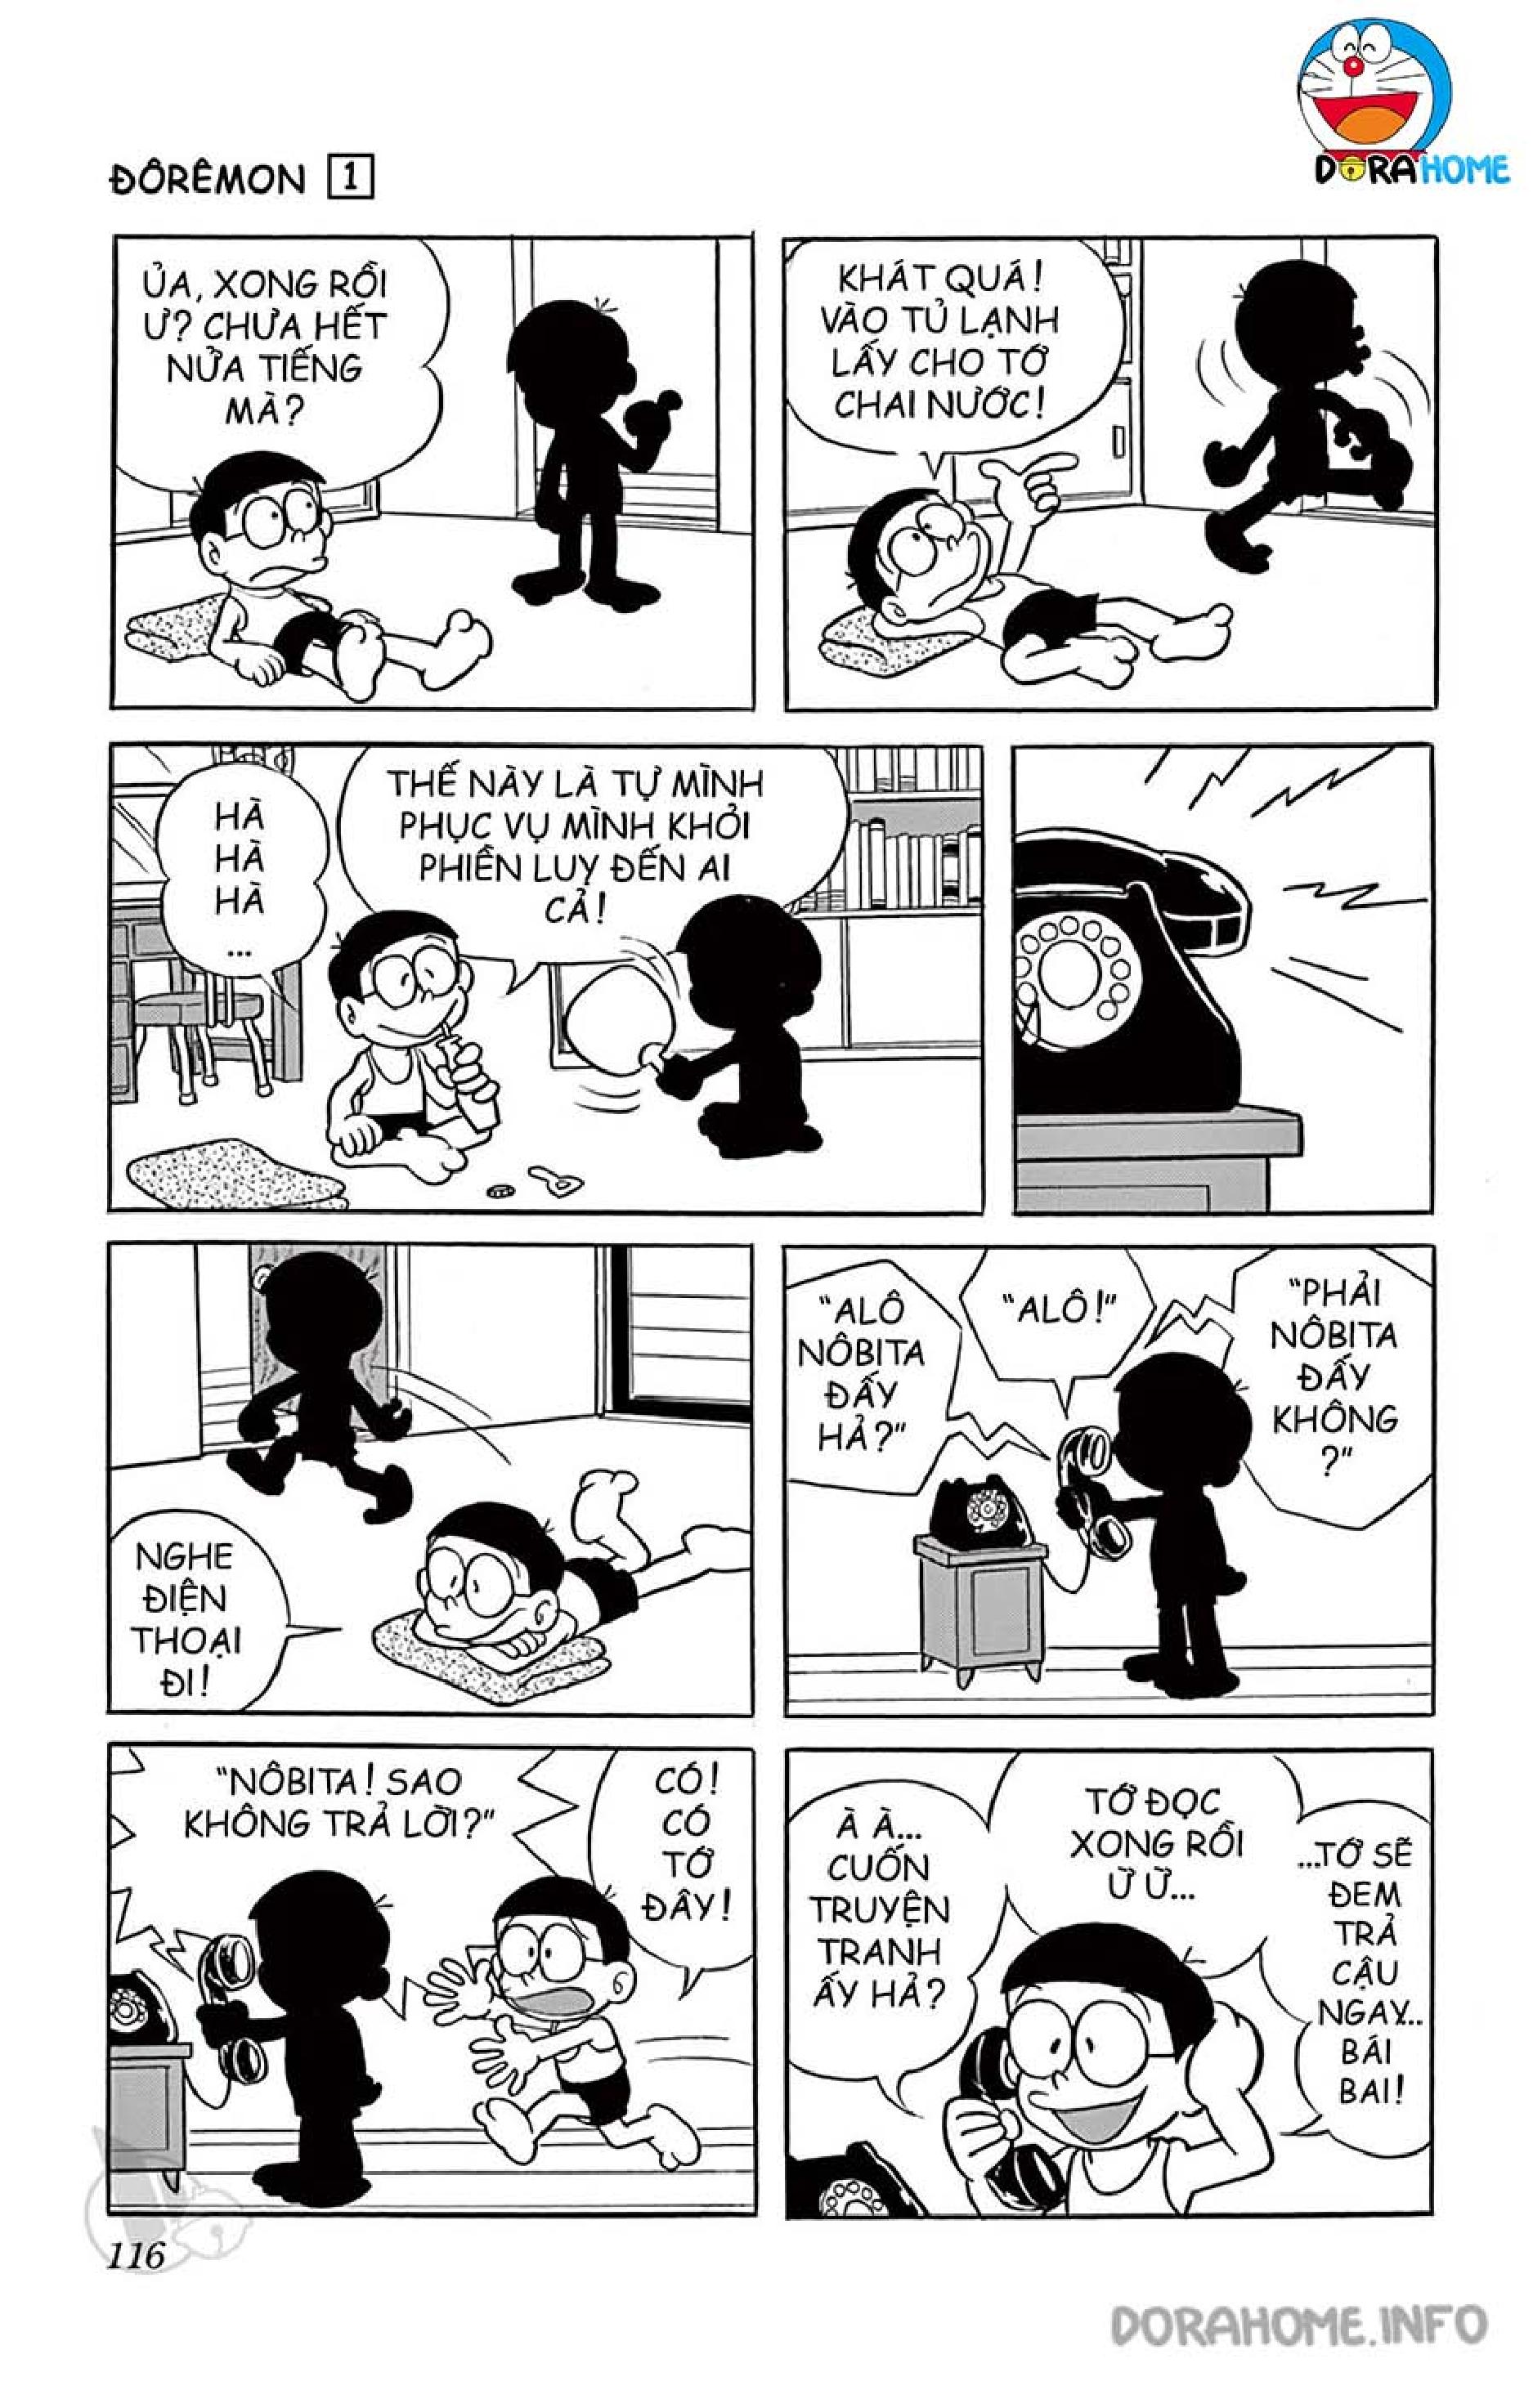 DORAHOME
ĐÔRÊMON 1
ỦA, XONG RỒI
Ư? CHƯA HẾT
NỬA TIẾNG
MÀ?
KHÁT QUÁ!
VÀO TỦ LẠNH
LẤY CHO TỚ
CHAI NƯỚC!
HÀ
HÀ
HÀ
...
THẾ NÀY LÀ TỰ MÌNH
PHỤC VỤ MÌNH KHỎI
PHIỀN LUỴ ĐẾN AI
CẢ!
NGHE
ĐIỆN
THOẠI
ĐI!
"ALÔ
NÔBITA
ĐẤY
HẢ?"
"ALÔ!"
"PHẢI
NÔBITA
ĐẤY
KHÔNG
?"
"NÔBITA! SAO
KHÔNG TRẢ LỜI?"
CÓ!
CÓ
TỚ
ĐÂY!
À À...
CUỐN
TRUYỆN
TRANH
ẤY HẢ?
TỚ ĐỌC
XONG RỒI
Ừ Ừ...
...TỚ SẼ
ĐEM
TRẢ
CẬU
NGAY...
BÁI
BAI!
116
DORAHOME.INFO